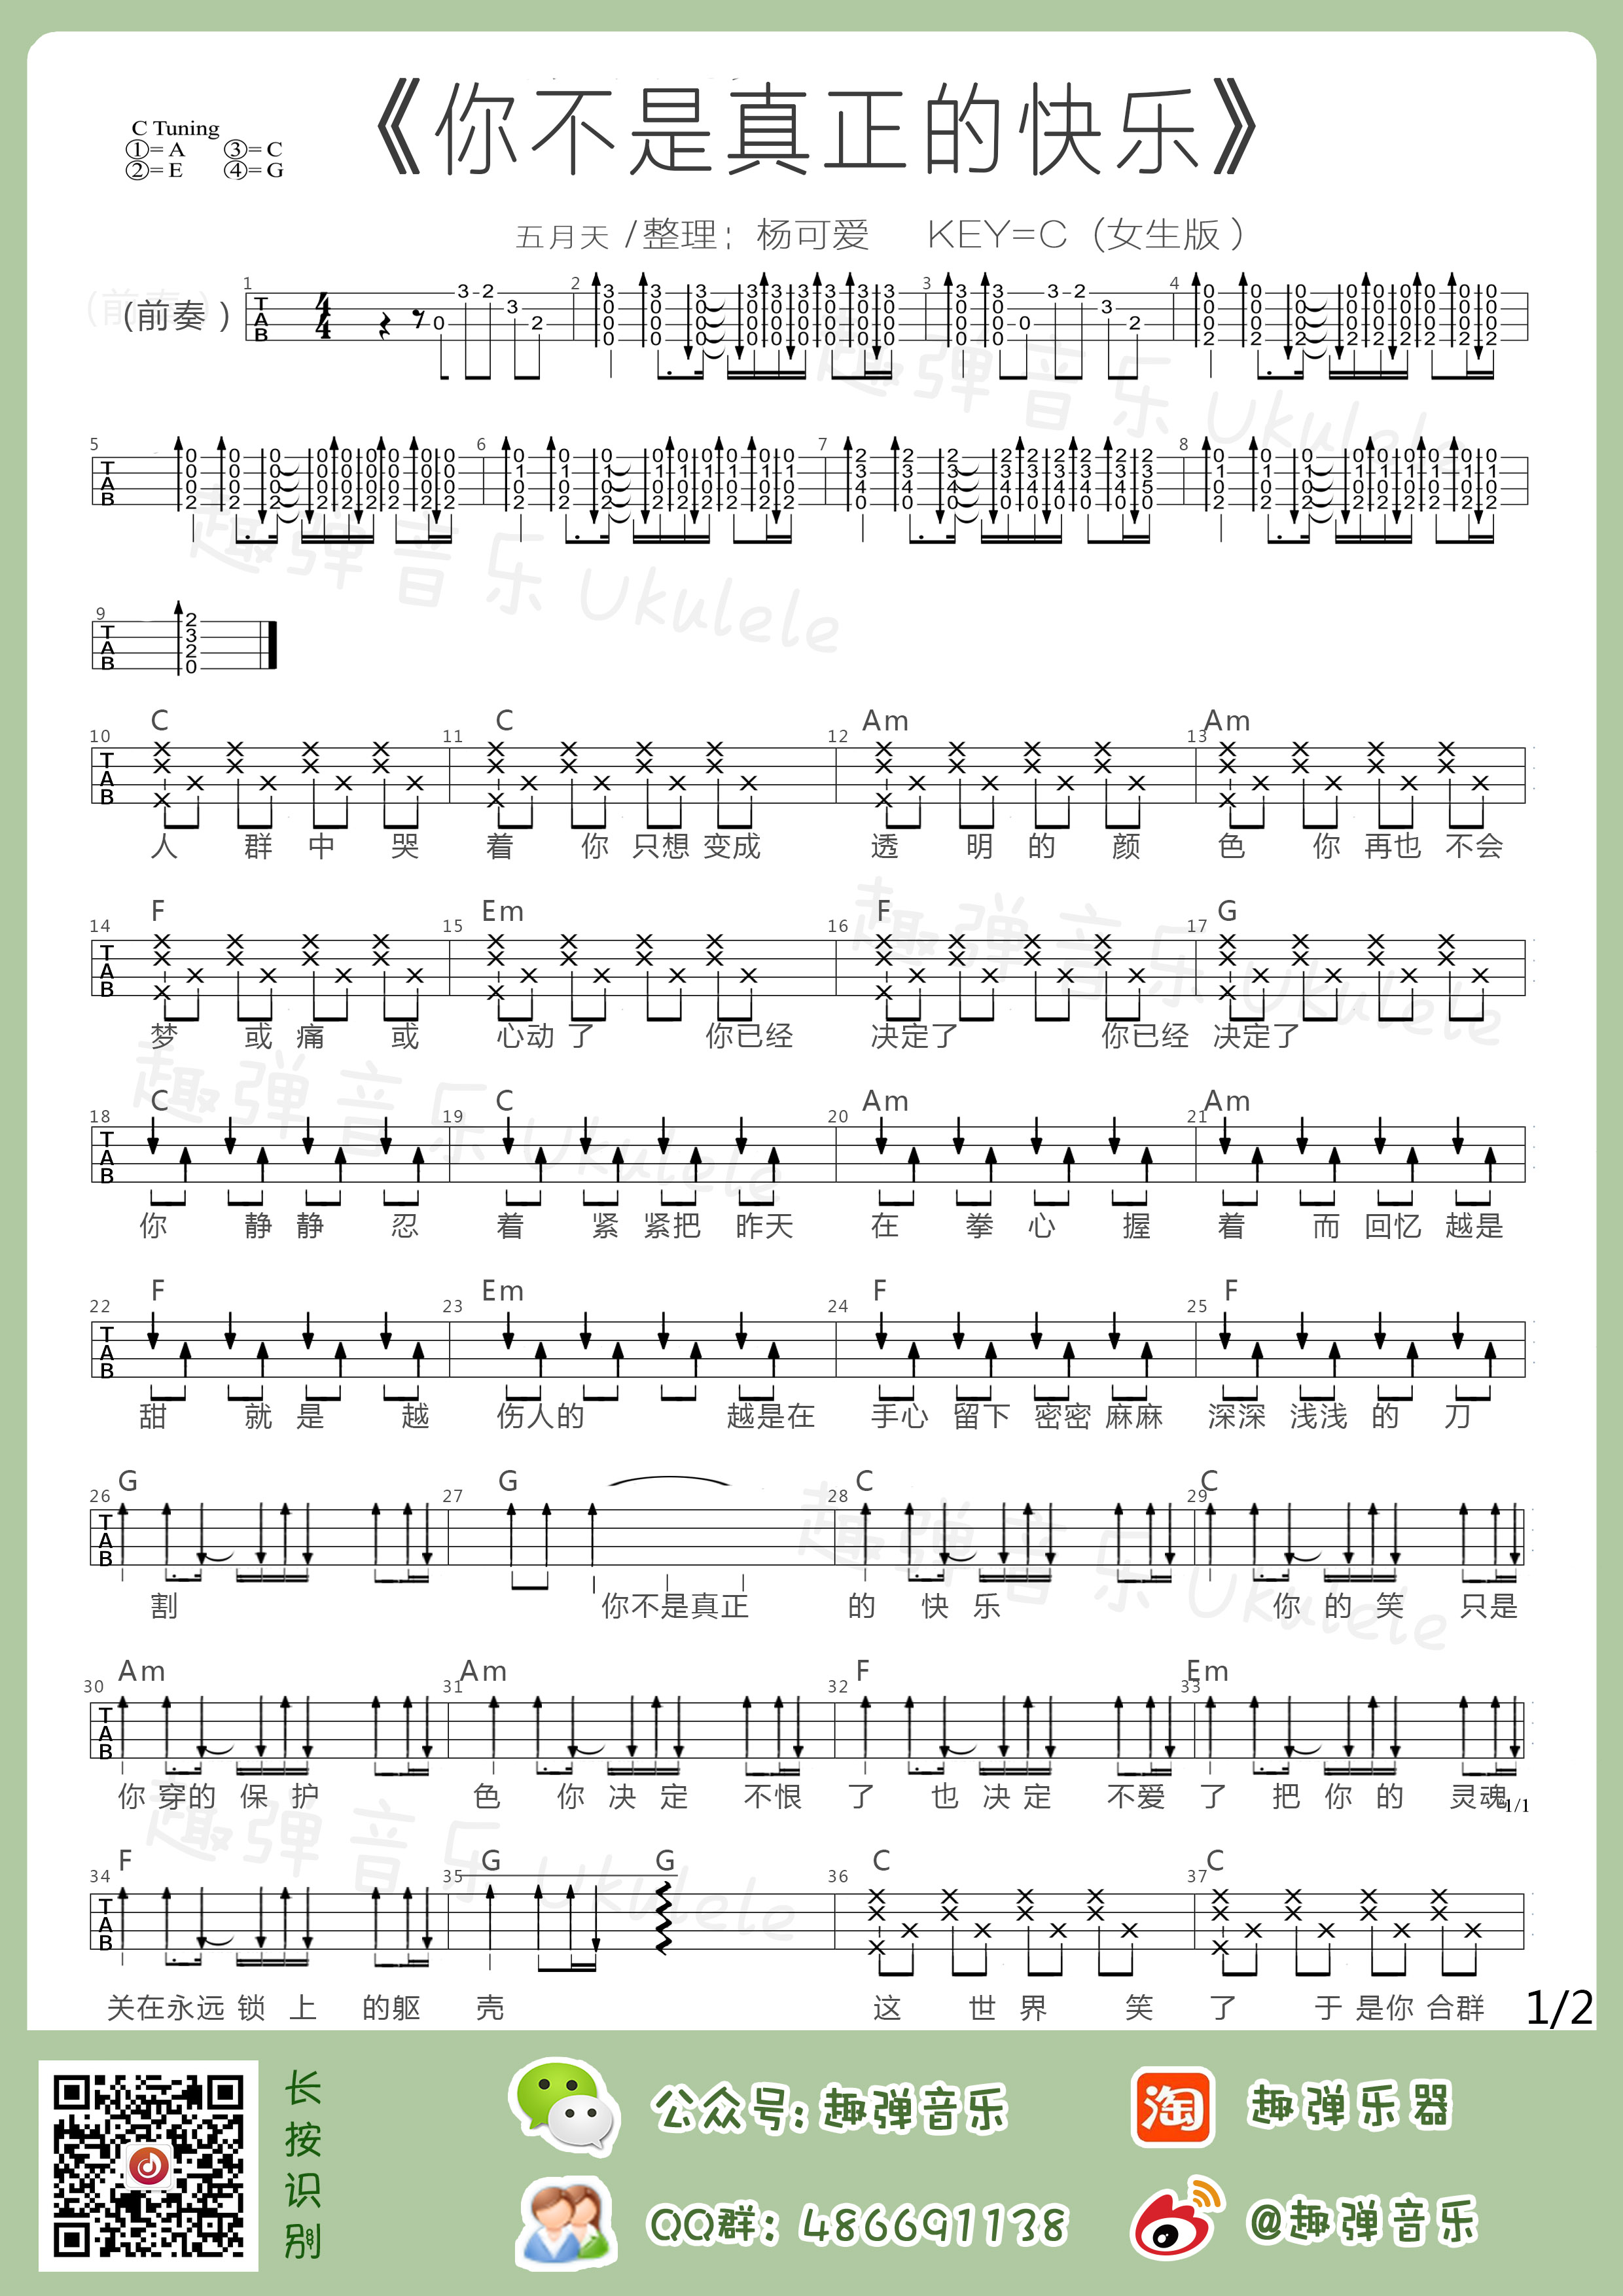 《你不是真正的快乐》
C Tuning
①= A ③= C
②= E ④= G
五月天 /整理：杨可爱 KEY=C（女生版）
（前奏）
1 2 3 4
5 6 7 8
9
C C Am Am
10 11 12 13
人 群 中 哭 着 你 只想 变成 透 明 的 颜 色 你 再也 不会
F Em F G
14 15 16 17
梦 或 痛 或 心动 了 你已经 决定了 你已经 决定了
C C Am Am
18 19 20 21
你 静 静 忍 着 紧 紧把 昨天 在 拳 心 握 着 而 回忆 越是
F Em F F
22 23 24 25
甜 就 是 越 伤人的 越是在 手心 留下 密密 麻麻 深深 浅浅 的 刀
G G C C
26 27 28 29
割 你不是真正 的 快 乐 你 的 笑 只是
Am Am F Em
30 31 32 33
你 穿的 保 护 色 你 决 定 不恨 了 也 决 定 不爱 了 把 你 的 灵魂
1/1
F G G C C
34 35 36 37
关在永远 锁 上 的躯 壳 这 世 界 笑 了 于 是你 合群
1/2
趣弹音乐 Ukulele
长按识别
公众号：趣弹音乐
淘 趣弹乐器
QQ群：486691138
@趣弹音乐